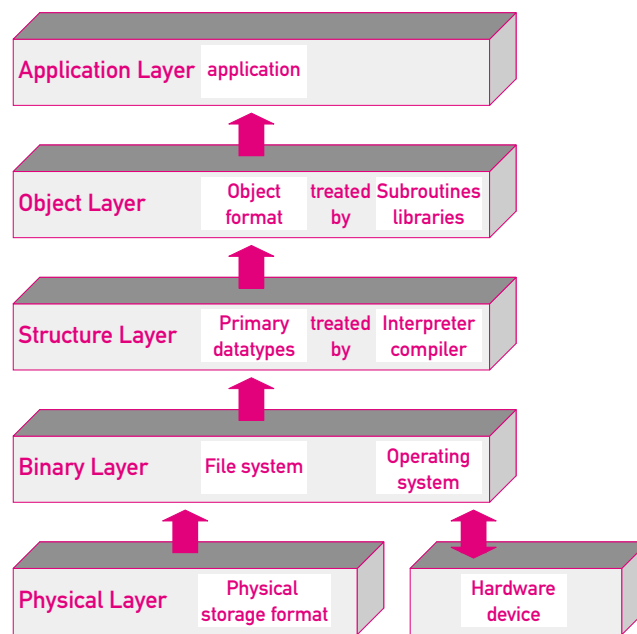 Application Layer application
Object Layer Object format treated by Subroutines libraries
Structure Layer Primary datatypes treated by Interpreter compiler
Binary Layer File system Operating system
Physical Layer Physical storage format Hardware device